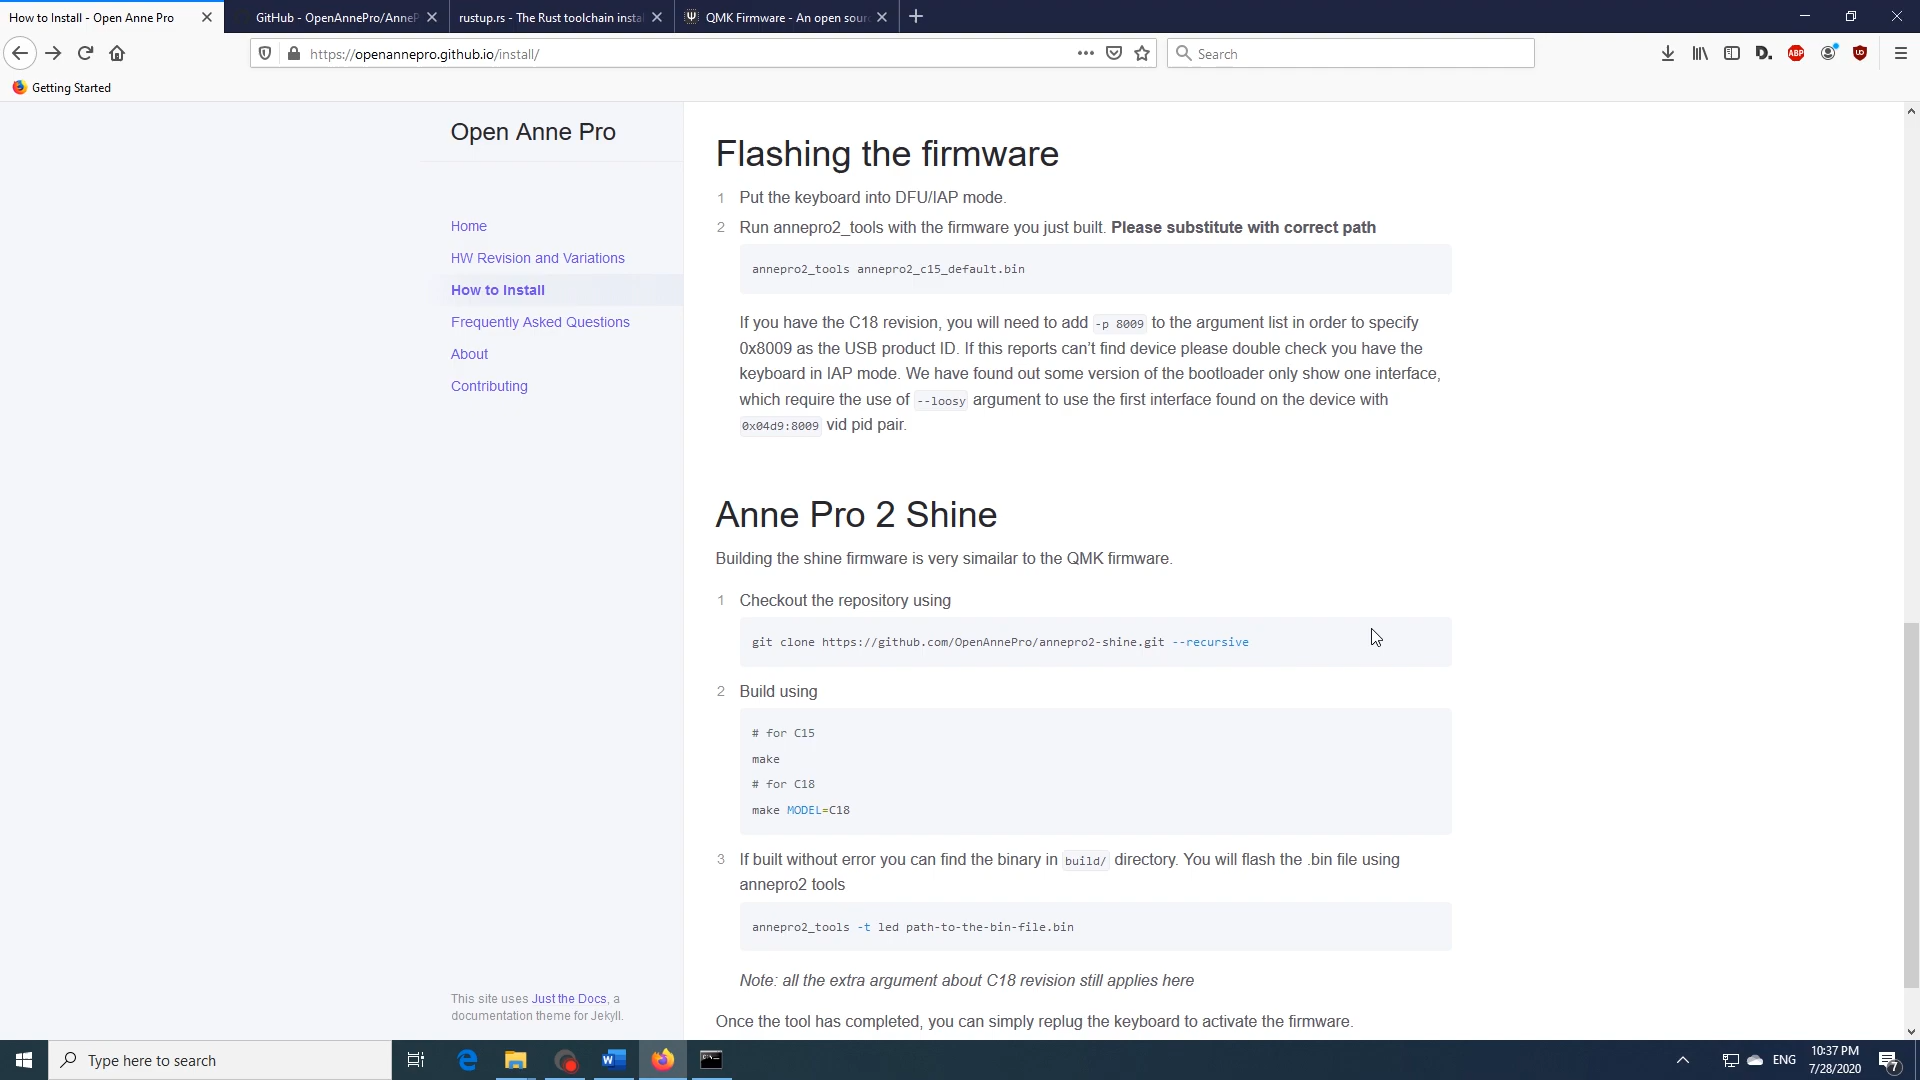 How to Install - Open Anne Pro
GitHub - OpenAnnePro/AnneP
rustup.rs - The Rust toolchain insta
QMK Firmware - An open sour
https://openannepro.github.io/install/
Search
D.
ABP
Getting Started
Open Anne Pro
Home
HW Revision and Variations
How to Install
Frequently Asked Questions
About
Contributing
This site uses Just the Docs, a
documentation theme for Jekyll.
Flashing the firmware
1 Put the keyboard into DFU/IAP mode.
2 Run annepro2_tools with the firmware you just built. Please substitute with correct path
annepro2_tools annepro2_c15_default.bin
If you have the C18 revision, you will need to add -p 8009 to the argument list in order to specify
0x8009 as the USB product ID. If this reports can't find device please double check you have the
keyboard in IAP mode. We have found out some version of the bootloader only show one interface,
which require the use of --loosy argument to use the first interface found on the device with
0x04d9:8009 vid pid pair.
Anne Pro 2 Shine
Building the shine firmware is very simailar to the QMK firmware.
1 Checkout the repository using
git clone https://github.com/OpenAnnePro/annepro2-shine.git --recursive
2 Build using
# for C15
make
# for C18
make MODEL=C18
3 If built without error you can find the binary in build/ directory. You will flash the .bin file using
annepro2 tools
annepro2_tools -t led path-to-the-bin-file.bin
Note: all the extra argument about C18 revision still applies here
Once the tool has completed, you can simply replug the keyboard to activate the firmware.
Type here to search
ENG
10:37 PM
7/28/2020
7